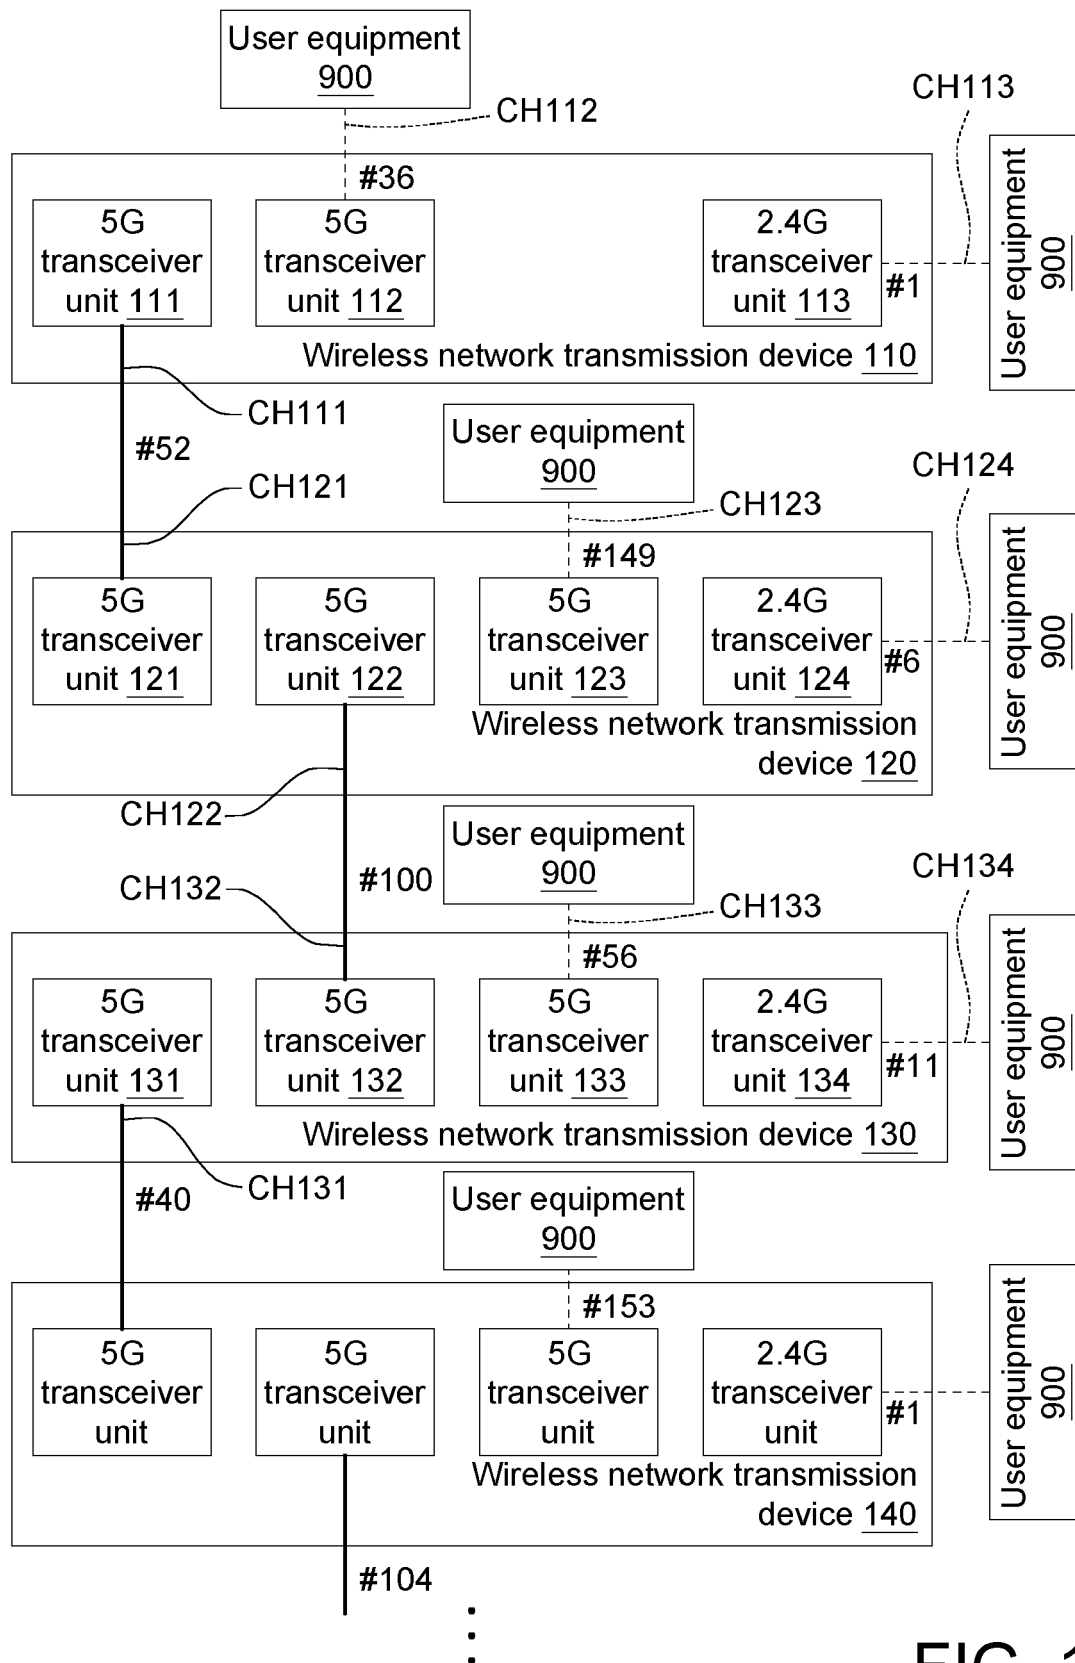 User equipment
900
CH112
CH113
#36
5G
transceiver
unit 111
5G
transceiver
unit 112
2.4G
transceiver
unit 113
#1
User equipment
900
Wireless network transmission device 110
CH111
#52
CH121
User equipment
900
CH123
CH124
#149
5G
transceiver
unit 121
5G
transceiver
unit 122
5G
transceiver
unit 123
2.4G
transceiver
unit 124
#6
User equipment
900
Wireless network transmission
device 120
CH122
CH132
#100
User equipment
900
CH133
CH134
#56
5G
transceiver
unit 131
5G
transceiver
unit 132
5G
transceiver
unit 133
2.4G
transceiver
unit 134
#11
User equipment
900
Wireless network transmission device 130
CH131
#40
User equipment
900
#153
5G
transceiver
unit
5G
transceiver
unit
5G
transceiver
unit
2.4G
transceiver
unit
#1
User equipment
900
Wireless network transmission
device 140
#104
FIG. 1